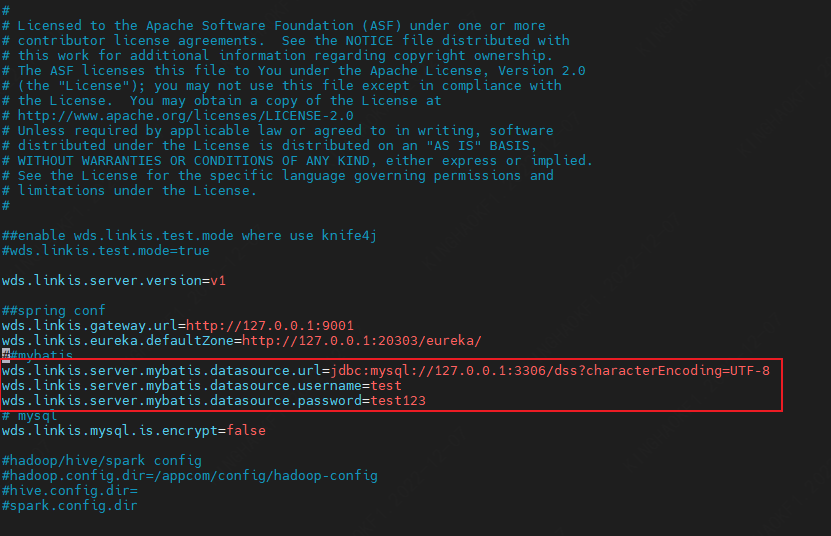 #
# Licensed to the Apache Software Foundation (ASF) under one or more
# contributor license agreements.  See the NOTICE file distributed with
# this work for additional information regarding copyright ownership.
# The ASF licenses this file to You under the Apache License, Version 2.0
# (the "License"); you may not use this file except in compliance with
# the License.  You may obtain a copy of the License at
# http://www.apache.org/licenses/LICENSE-2.0
# Unless required by applicable law or agreed to in writing, software
# distributed under the License is distributed on an "AS IS" BASIS,
# WITHOUT WARRANTIES OR CONDITIONS OF ANY KIND, either express or implied.
# See the License for the specific language governing permissions and
# limitations under the License.
#
##enable wds.linkis.test.mode where use knife4j
#wds.linkis.test.mode=true
wds.linkis.server.version=v1
##spring conf
wds.linkis.gateway.url=http://127.0.0.1:9001
wds.linkis.eureka.defaultZone=http://127.0.0.1:20303/eureka/
##mybatis
wds.linkis.server.mybatis.datasource.url=jdbc:mysql://127.0.0.1:3306/dss?characterEncoding=UTF-8
wds.linkis.server.mybatis.datasource.username=test
wds.linkis.server.mybatis.datasource.password=test123
# mysql
wds.linkis.mysql.is.encrypt=false
#hadoop/hive/spark config
#hadoop.config.dir=/appcom/config/hadoop-config
#hive.config.dir=
#spark.config.dir